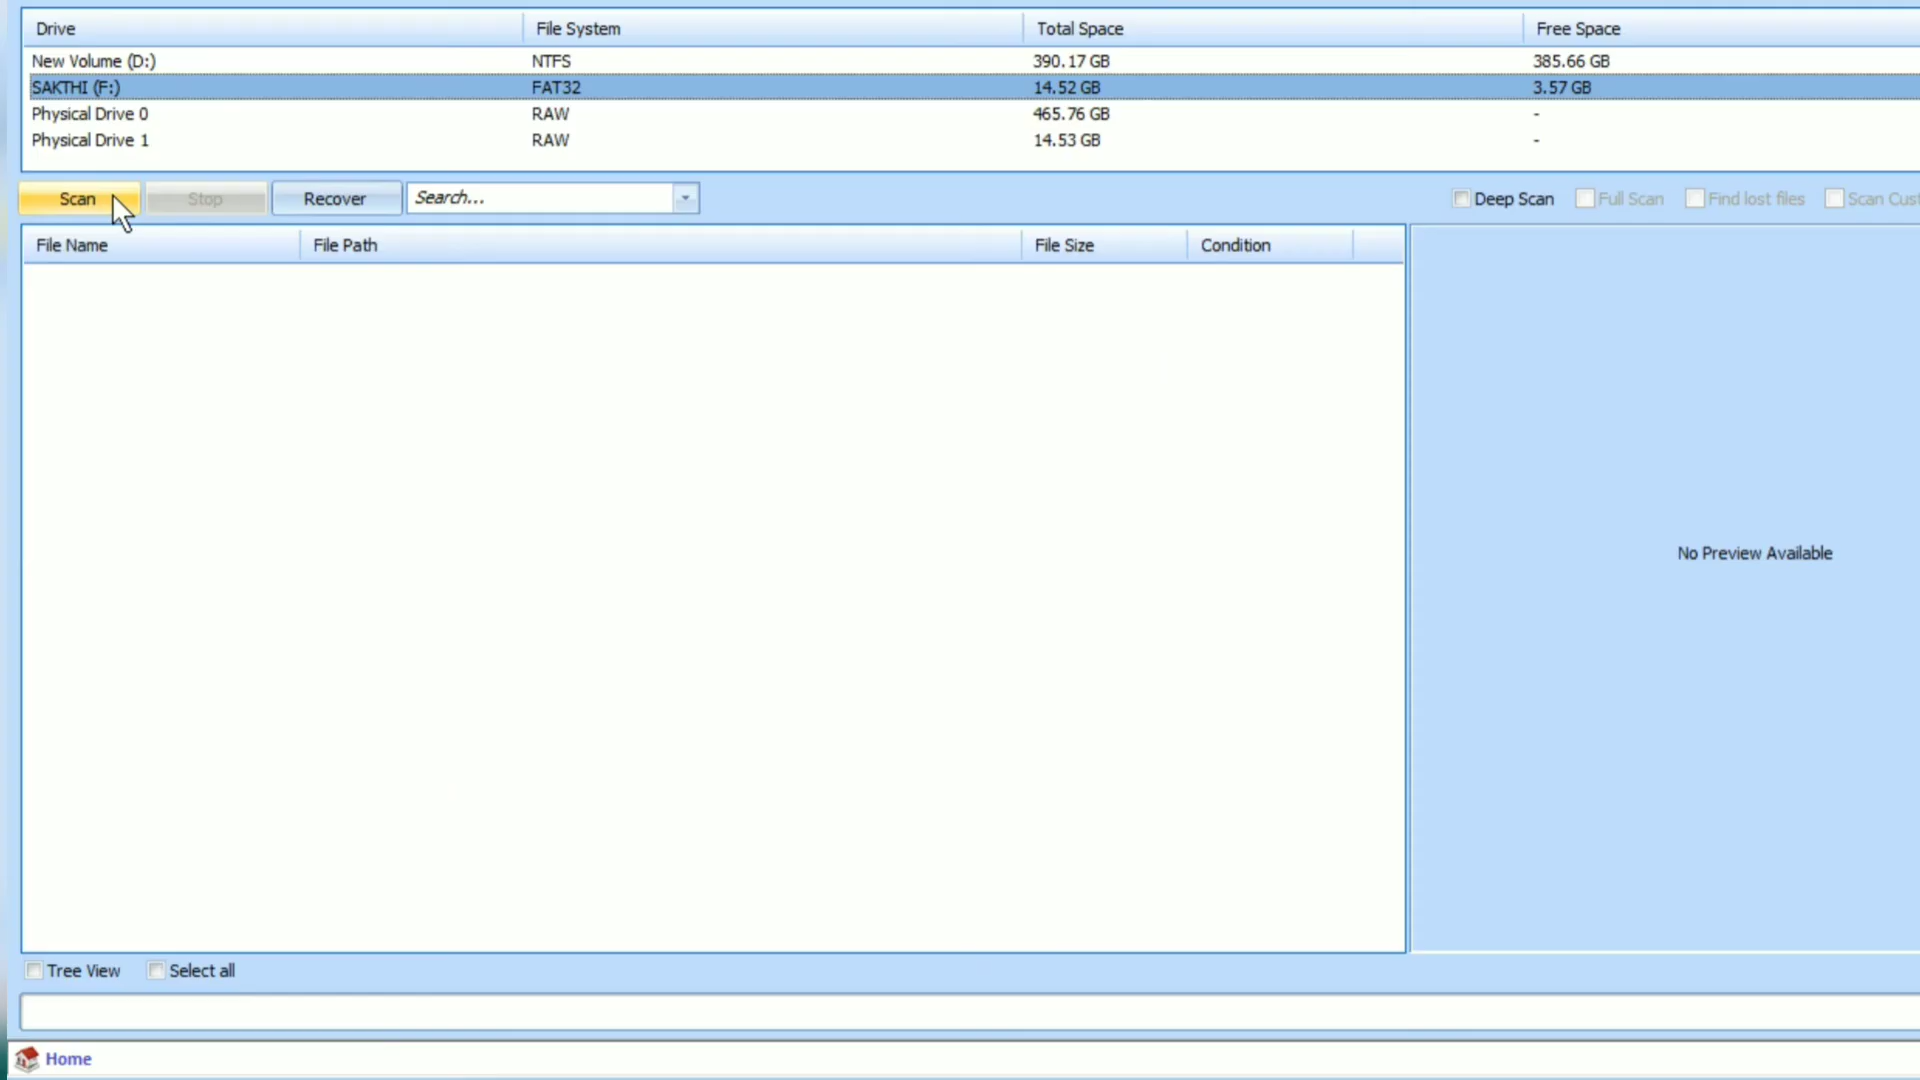 Drive File System Total Space Free Space
New Volume (D:) NTFS 390.17 GB 385.66 GB
SAKTHI (F:) FAT32 14.52 GB 3.57 GB
Physical Drive 0 RAW 465.76 GB -
Physical Drive 1 RAW 14.53 GB -
Scan Stop Recover Search... Deep Scan Full Scan Find lost files Scan Cust
File Name File Path File Size Condition
No Preview Available
Tree View Select all
Home